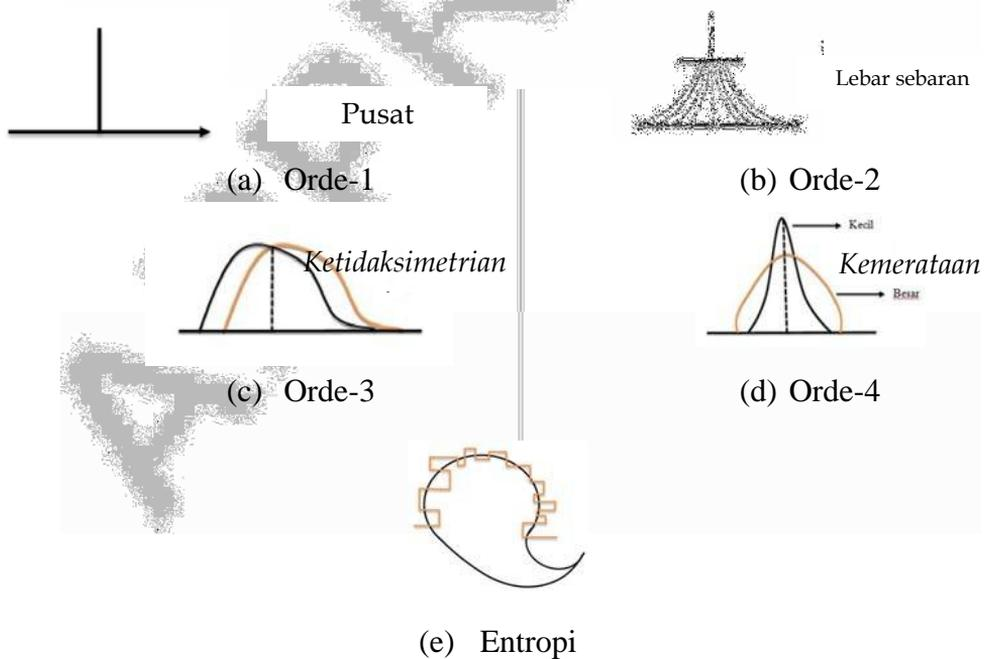 Pusat
Lebar sebaran
(a) Orde-1
(b) Orde-2
Ketidaksimetrian
Kecil
Kemerataan
Besar
(c) Orde-3
(d) Orde-4
(e) Entropi